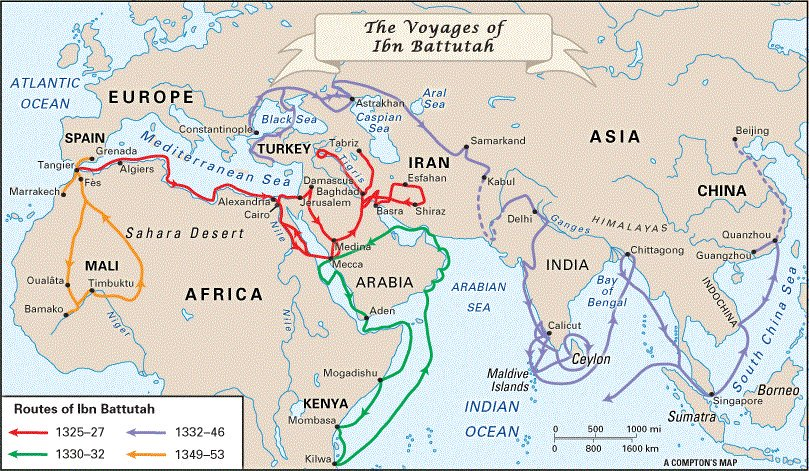 The Voyages of
Ibn Battutah
ATLANTIC
OCEAN
EUROPE
Aral
Sea
Astrakhan
Caspian
Sea
Black Sea
Constantinople
ASIA
Beijing
SPAIN
Grenada
Tangier
Algiers
Mediterranean Sea
TURKEY
Tabriz
Tigris
IRAN
Samarkand
Kabul
CHINA
Fès
Marrakech
Damascus
Baghdad
Jerusalem
Esfahan
Alexandria
Cairo
Basra
Shiraz
Delhi
Ganges
HIMALAYAS
Quanzhou
Guangzhou
Sahara Desert
Nile
Medina
Mecca
Chittagong
MALI
Oualâta
Timbuktu
Bamako
Niger
AFRICA
ARABIA
ARABIAN
SEA
INDIA
Bay
of
Bengal
INDOCHINA
South China Sea
Nile
Aden
Calicut
Ceylon
Maldive
Islands
Mogadishu
KENYA
Mombasa
Kilwa
INDIAN
OCEAN
Singapore
Sumatra
Borneo
Routes of Ibn Battutah
1325–27 1332–46
1330–32 1349–53
0 500 1000 mi
0 800 1600 km
A COMPTON'S MAP